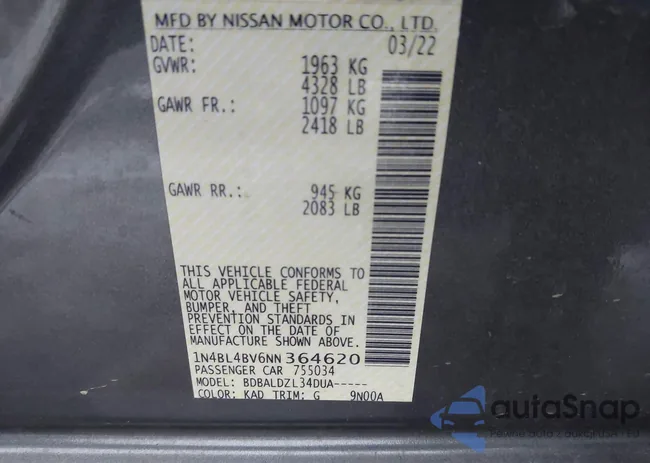 MFD BY NISSAN MOTOR CO., LTD.
DATE: 03/22
GVWR: 1963 KG
4328 LB
GAWR FR.: 1097 KG
2418 LB
GAWR RR.: 945 KG
2083 LB
THIS VEHICLE CONFORMS TO
ALL APPLICABLE FEDERAL
MOTOR VEHICLE SAFETY,
BUMPER, AND THEFT
PREVENTION STANDARDS IN
EFFECT ON THE DATE OF
MANUFACTURE SHOWN ABOVE.
1N4BL4BV6NN364620
PASSENGER CAR 755034
MODEL: BDBALDZL34DUA-----
COLOR: KAD TRIM: G 9N00A
autaSnap